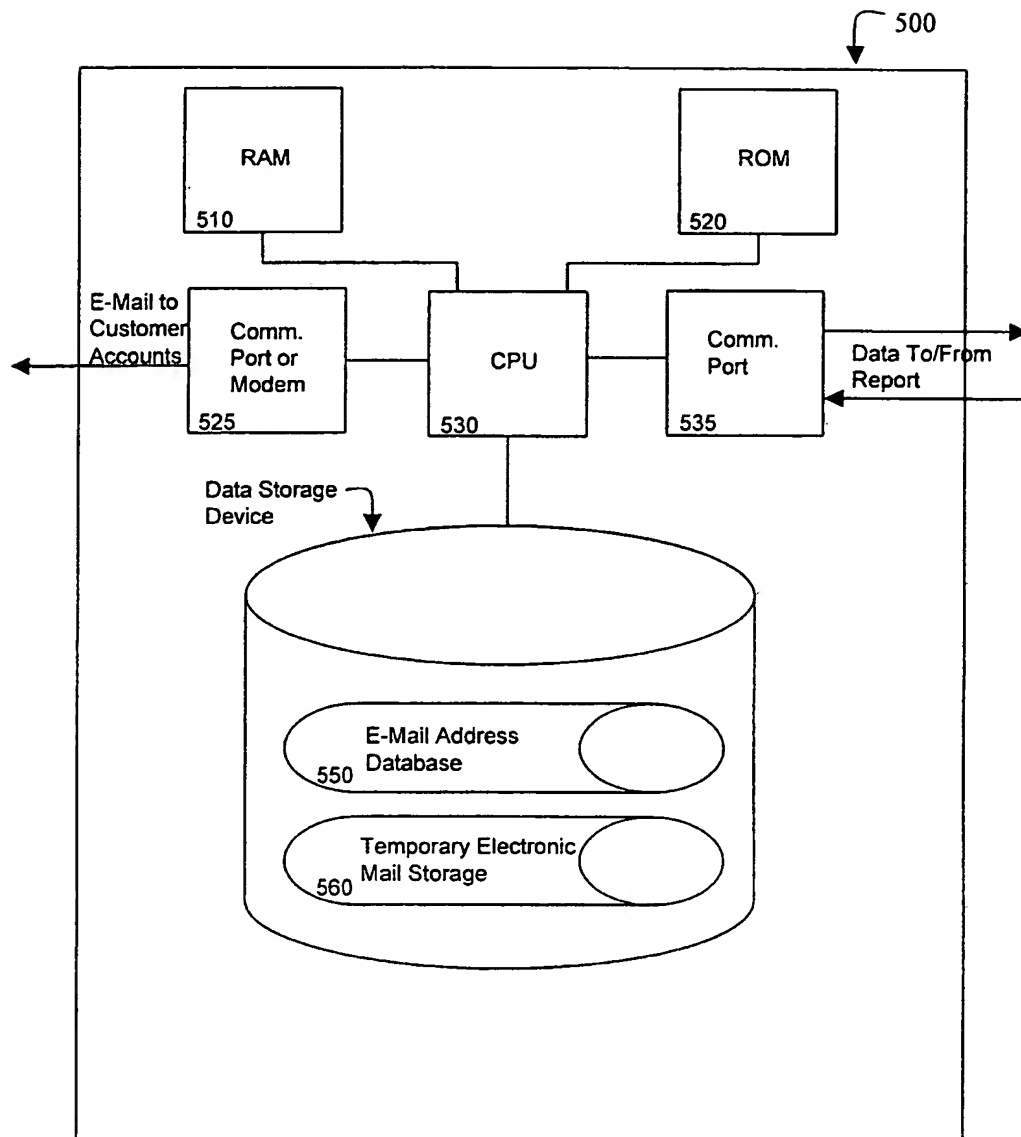 500
RAM
510
ROM
520
E-Mail to
Customer
Accounts
Comm.
Port or
Modem
525
CPU
530
Comm.
Port
535
Data To/From
Report
Data Storage
Device
E-Mail Address
Database
550
Temporary Electronic
Mail Storage
560